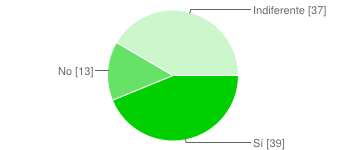 Indiferente [37]
No [13]
Sí [39]